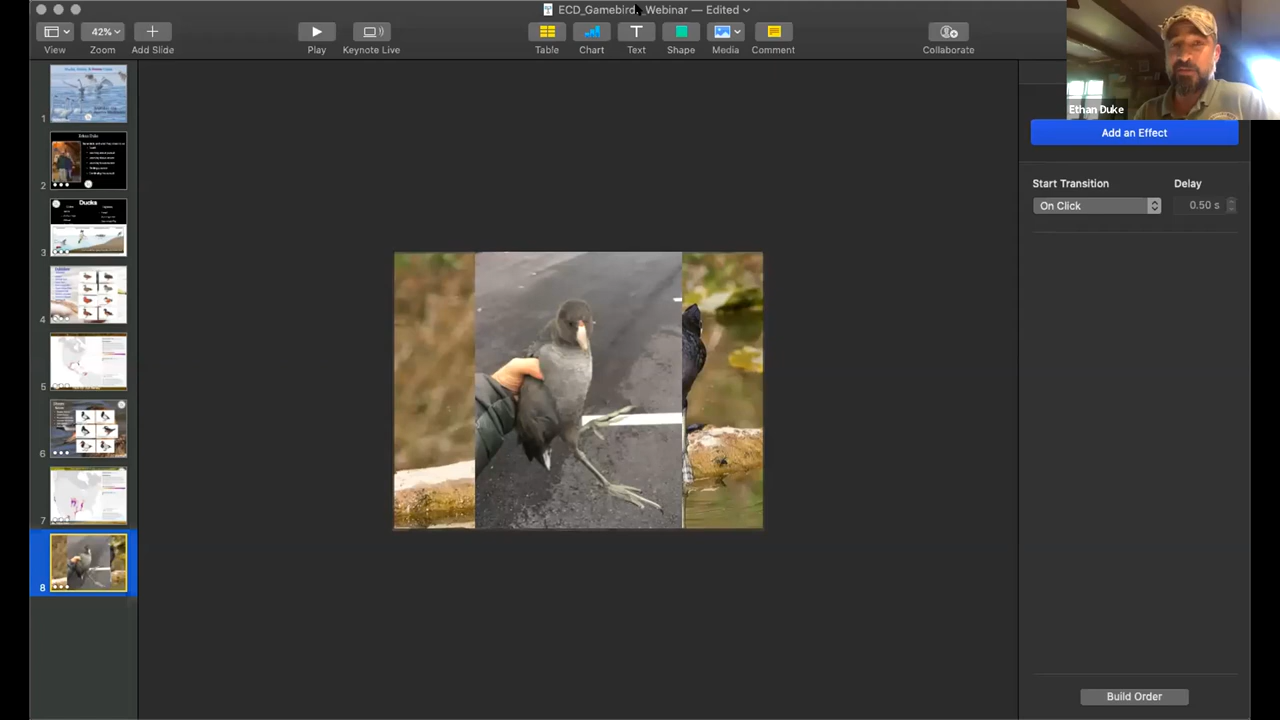 ECD_Gamebird_Webinar — Edited
42%
View
Zoom
Add Slide
Play
Keynote Live
Table
Chart
Text
Shape
Media
Comment
Collaborate
Ethan Duke
Add an Effect
Start Transition
Delay
On Click
0.50 s
1
2
Ethan Duke
3
Ducks
4
5
6
7
8
Build Order